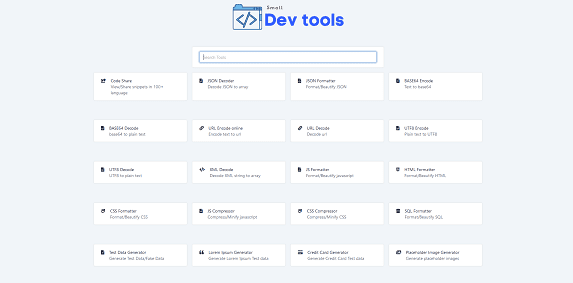 Small
Dev tools
Search Tools
Code Share
View/Share snippets in 100+
language
JSON Decoder
Decode JSON to array
JSON Formatter
Format/Beautify JSON
BASE64 Encode
Text to base64
BASE64 Decode
base64 to plain text
URL Encode online
Encode text to url
URL Decode
Decode url
UTF8 Encode
Plain text to UTF8
UTF8 Decode
UTF8 to plain text
XML Decode
Decode XML string to array
JS Formatter
Format/Beautify javascript
HTML Formatter
Format/Beautify HTML
CSS Formatter
Format/Beautify CSS
JS Compressor
Compress/Minify javascript
CSS Compressor
Compress/Minify CSS
SQL Formatter
Format/Beautify SQL
Test Data Generator
Generate Test Data/Fake Data
Lorem Ipsum Generator
Generate Lorem Ipsum Text
Credit Card Generator
Generate Credit Card Test data
Placeholder Image Generator
Generate placeholder images